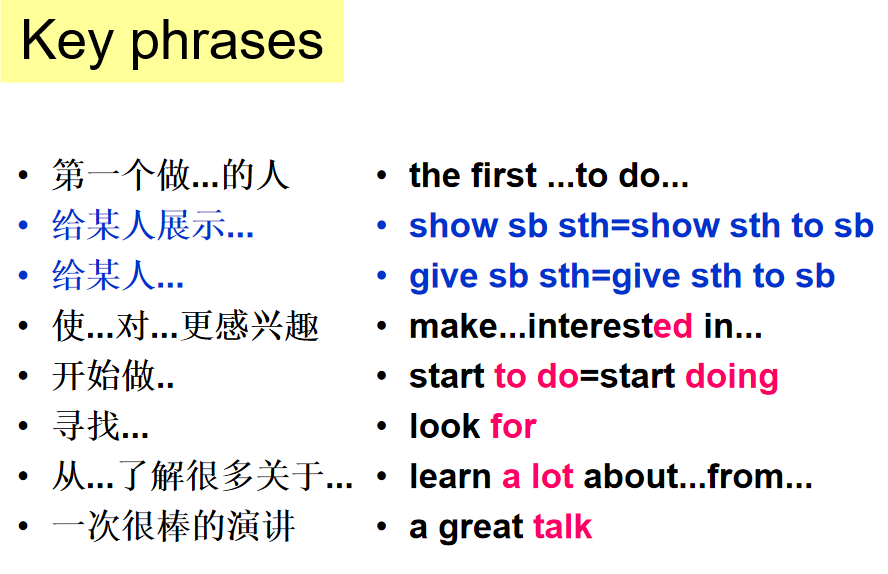 Key phrases
• 第一个做...的人 • the first ...to do...
• 给某人展示... • show sb sth=show sth to sb
• 给某人... • give sb sth=give sth to sb
• 使...对...更感兴趣 • make...interested in...
• 开始做.. • start to do=start doing
• 寻找... • look for
• 从...了解很多关于... • learn a lot about...from...
• 一次很棒的演讲 • a great talk